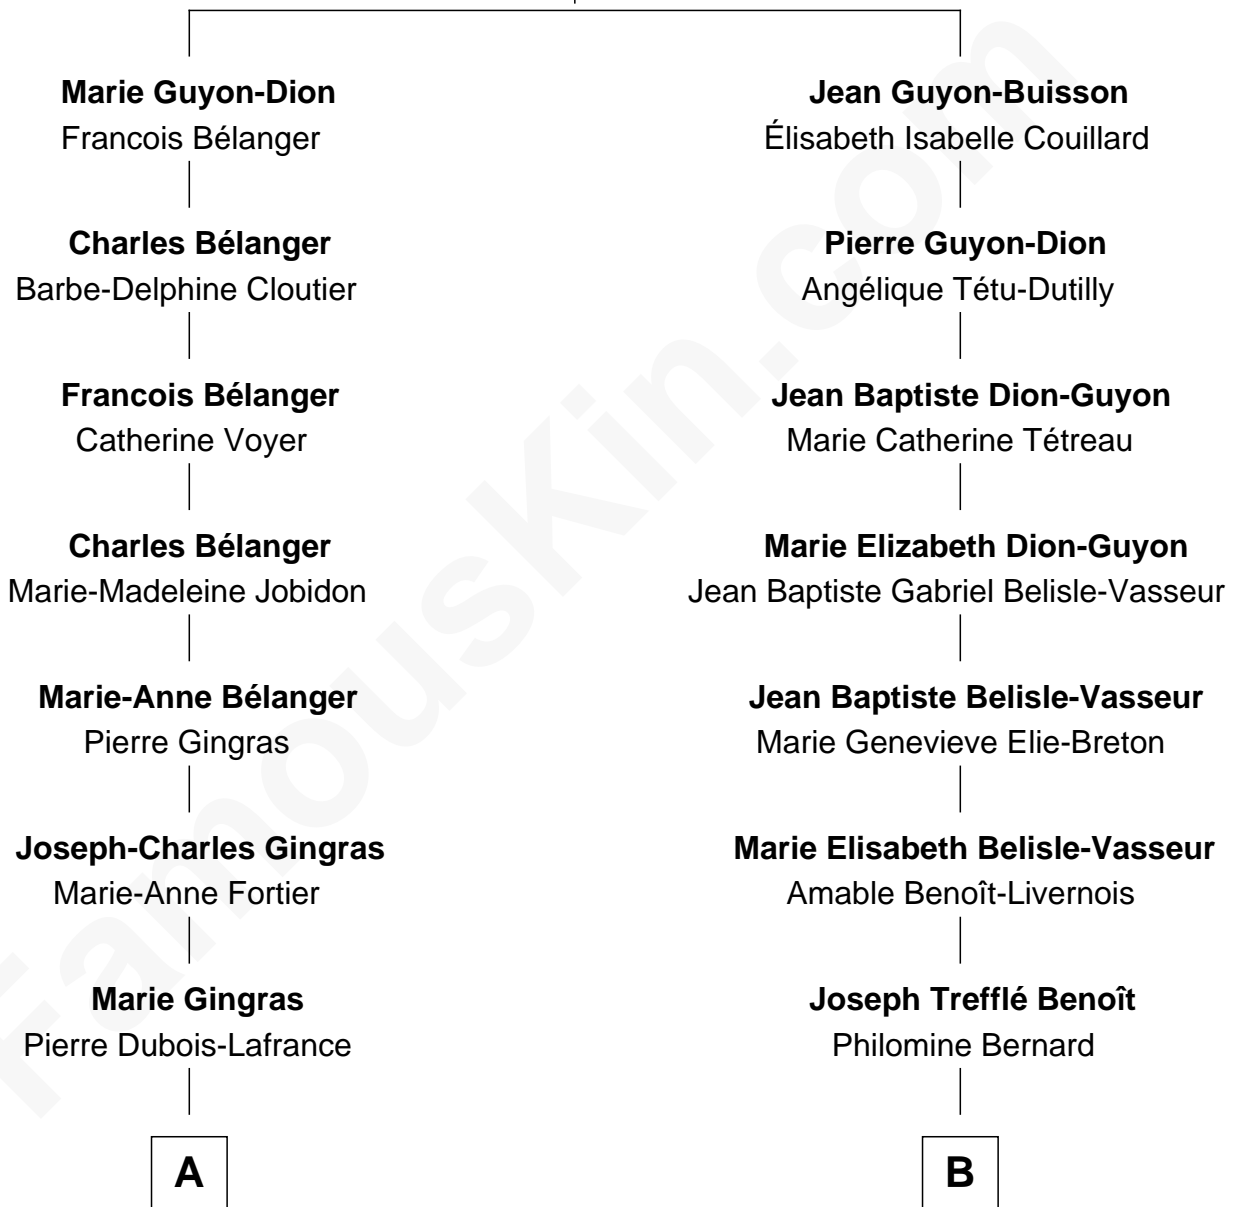 Marie Guyon-Dion
Francois Bélanger
Charles Bélanger
Barbe-Delphine Cloutier
Francois Bélanger
Catherine Voyer
Charles Bélanger
Marie-Madeleine Jobidon
Marie-Anne Bélanger
Pierre Gingras
Joseph-Charles Gingras
Marie-Anne Fortier
Marie Gingras
Pierre Dubois-Lafrance
A
Jean Guyon-Buisson
Élisabeth Isabelle Couillard
Pierre Guyon-Dion
Angélique Tétu-Dutilly
Jean Baptiste Dion-Guyon
Marie Catherine Tétreau
Marie Elizabeth Dion-Guyon
Jean Baptiste Gabriel Belisle-Vasseur
Jean Baptiste Belisle-Vasseur
Marie Genevieve Elie-Breton
Marie Elisabeth Belisle-Vasseur
Amable Benoît-Livernois
Joseph Trefflé Benoît
Philomine Bernard
B
FamousKin.com